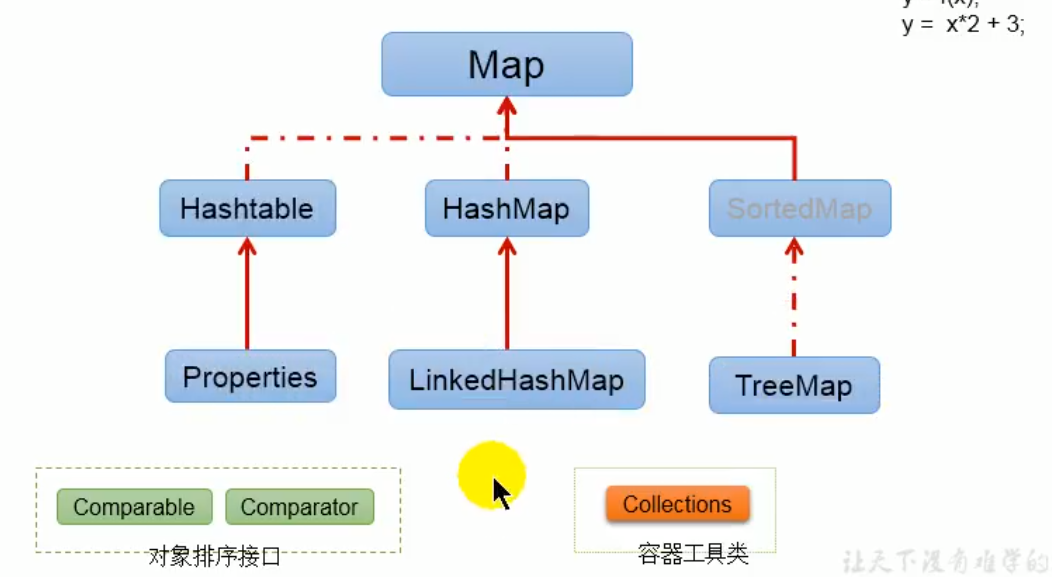 y = f(x);
y = x*2 + 3;
Map
Hashtable
HashMap
SortedMap
Properties
LinkedHashMap
TreeMap
Comparable
Comparator
对象排序接口
Collections
容器工具类
让天下没有难学的